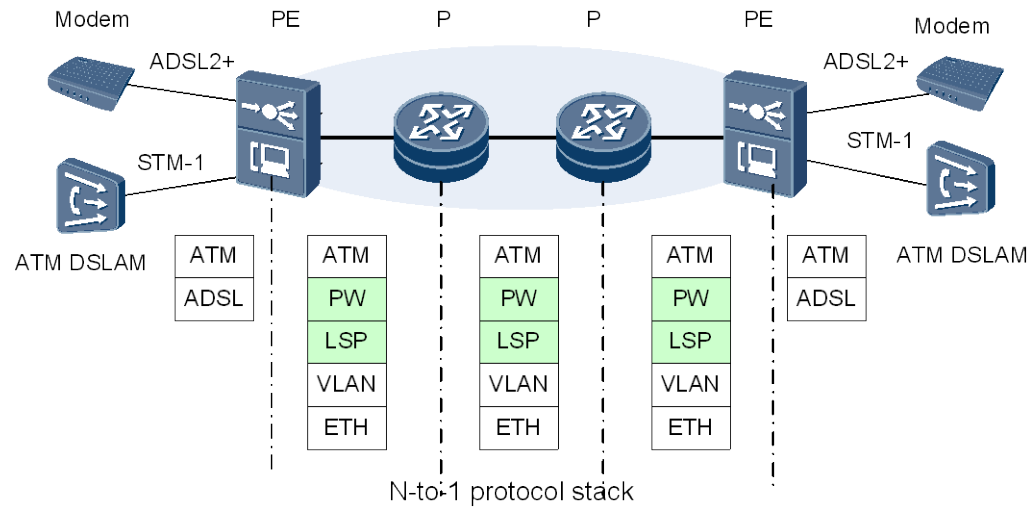 Modem PE P P PE Modem
ADSL2+ ADSL2+
STM-1 STM-1
ATM DSLAM ATM DSLAM
ATM ATM ATM ATM ATM
ADSL PW PW PW ADSL
LSP LSP LSP
VLAN VLAN VLAN
ETH ETH ETH
N-to-1 protocol stack